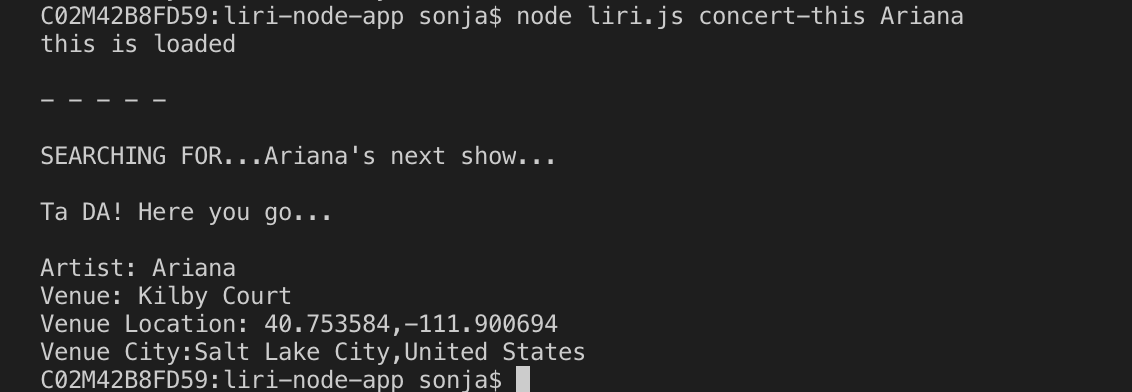 C02M42B8FD59:liri-node-app sonja$ node liri.js concert-this Ariana
this is loaded
- - - - -
SEARCHING FOR...Ariana's next show...
Ta DA! Here you go...
Artist: Ariana
Venue: Kilby Court
Venue Location: 40.753584,-111.900694
Venue City:Salt Lake City,United States
C02M42B8FD59:liri-node-app sonja$